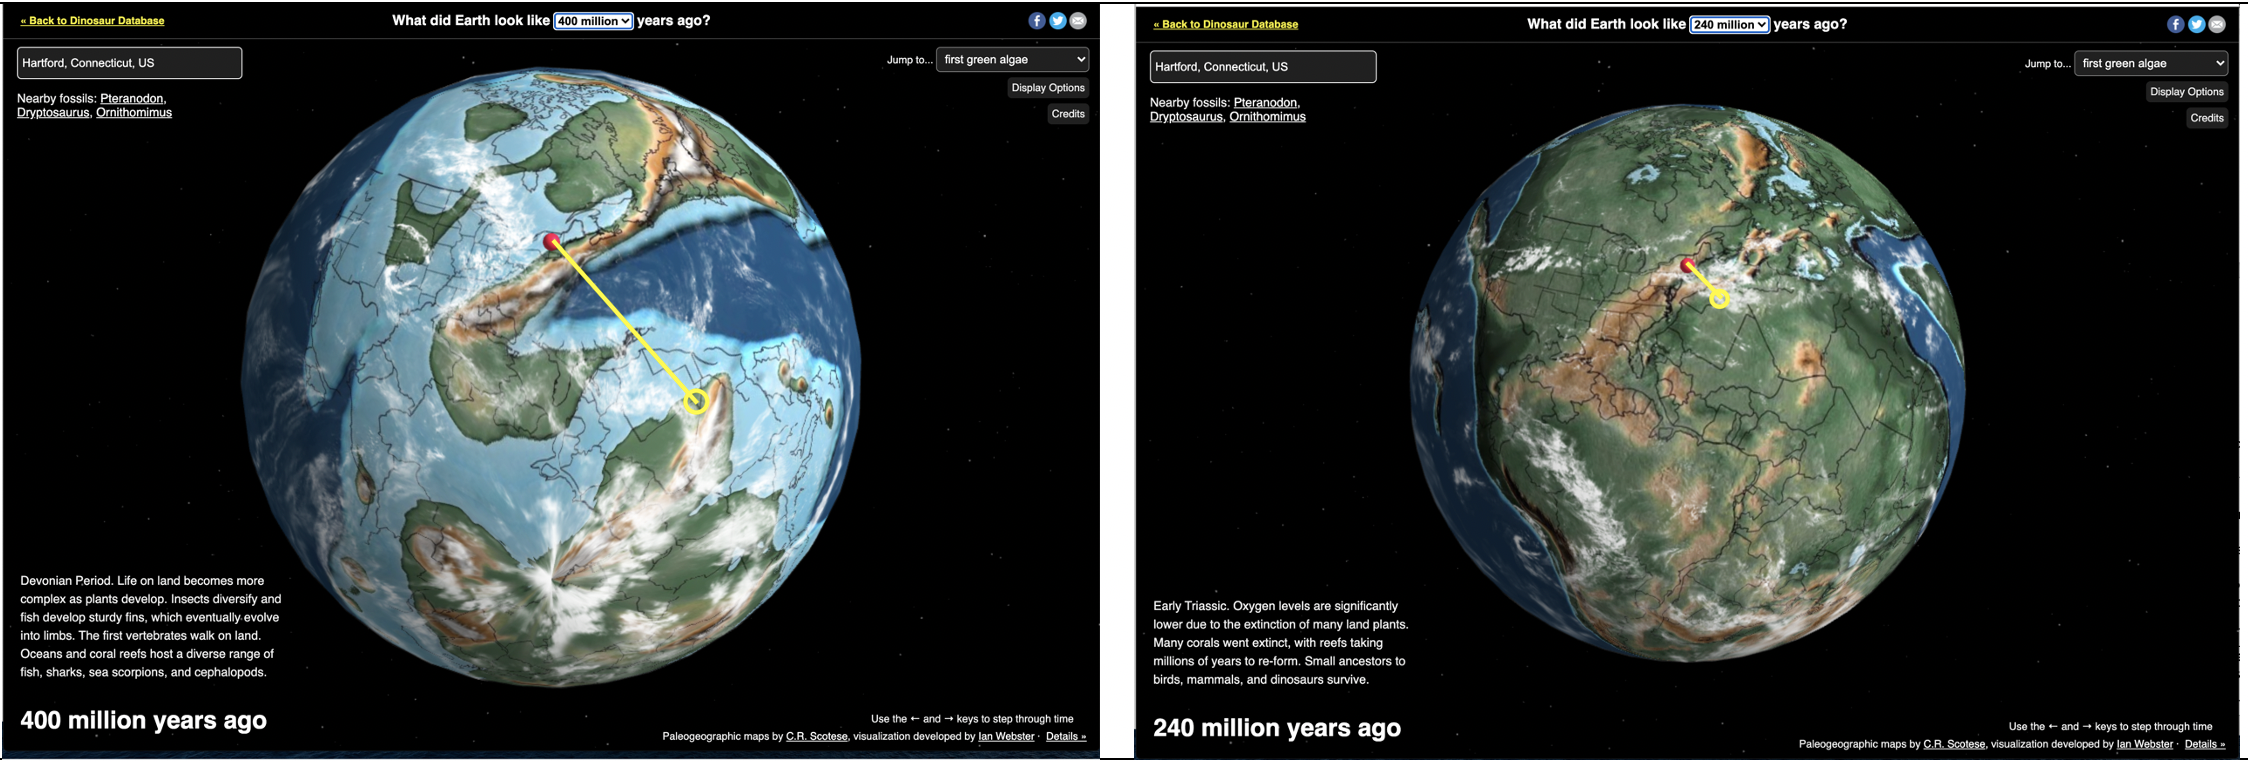 « Back to Dinosaur Database
What did Earth look like 400 million years ago?
Hartford, Connecticut, US
Jump to... first green algae
Display Options
Credits
Nearby fossils: Pteranodon,
Dryptosaurus, Ornithomimus
Devonian Period. Life on land becomes more
complex as plants develop. Insects diversify and
fish develop sturdy fins, which eventually evolve
into limbs. The first vertebrates walk on land.
Oceans and coral reefs host a diverse range of
fish, sharks, sea scorpions, and cephalopods.
400 million years ago
Use the ← and → keys to step through time
Paleogeographic maps by C.R. Scotese, visualization developed by Ian Webster · Details »
« Back to Dinosaur Database
What did Earth look like 240 million years ago?
Hartford, Connecticut, US
Jump to... first green algae
Display Options
Credits
Nearby fossils: Pteranodon,
Dryptosaurus, Ornithomimus
Early Triassic. Oxygen levels are significantly
lower due to the extinction of many land plants.
Many corals went extinct, with reefs taking
millions of years to re-form. Small ancestors to
birds, mammals, and dinosaurs survive.
240 million years ago
Use the ← and → keys to step through time
Paleogeographic maps by C.R. Scotese, visualization developed by Ian Webster · Details »